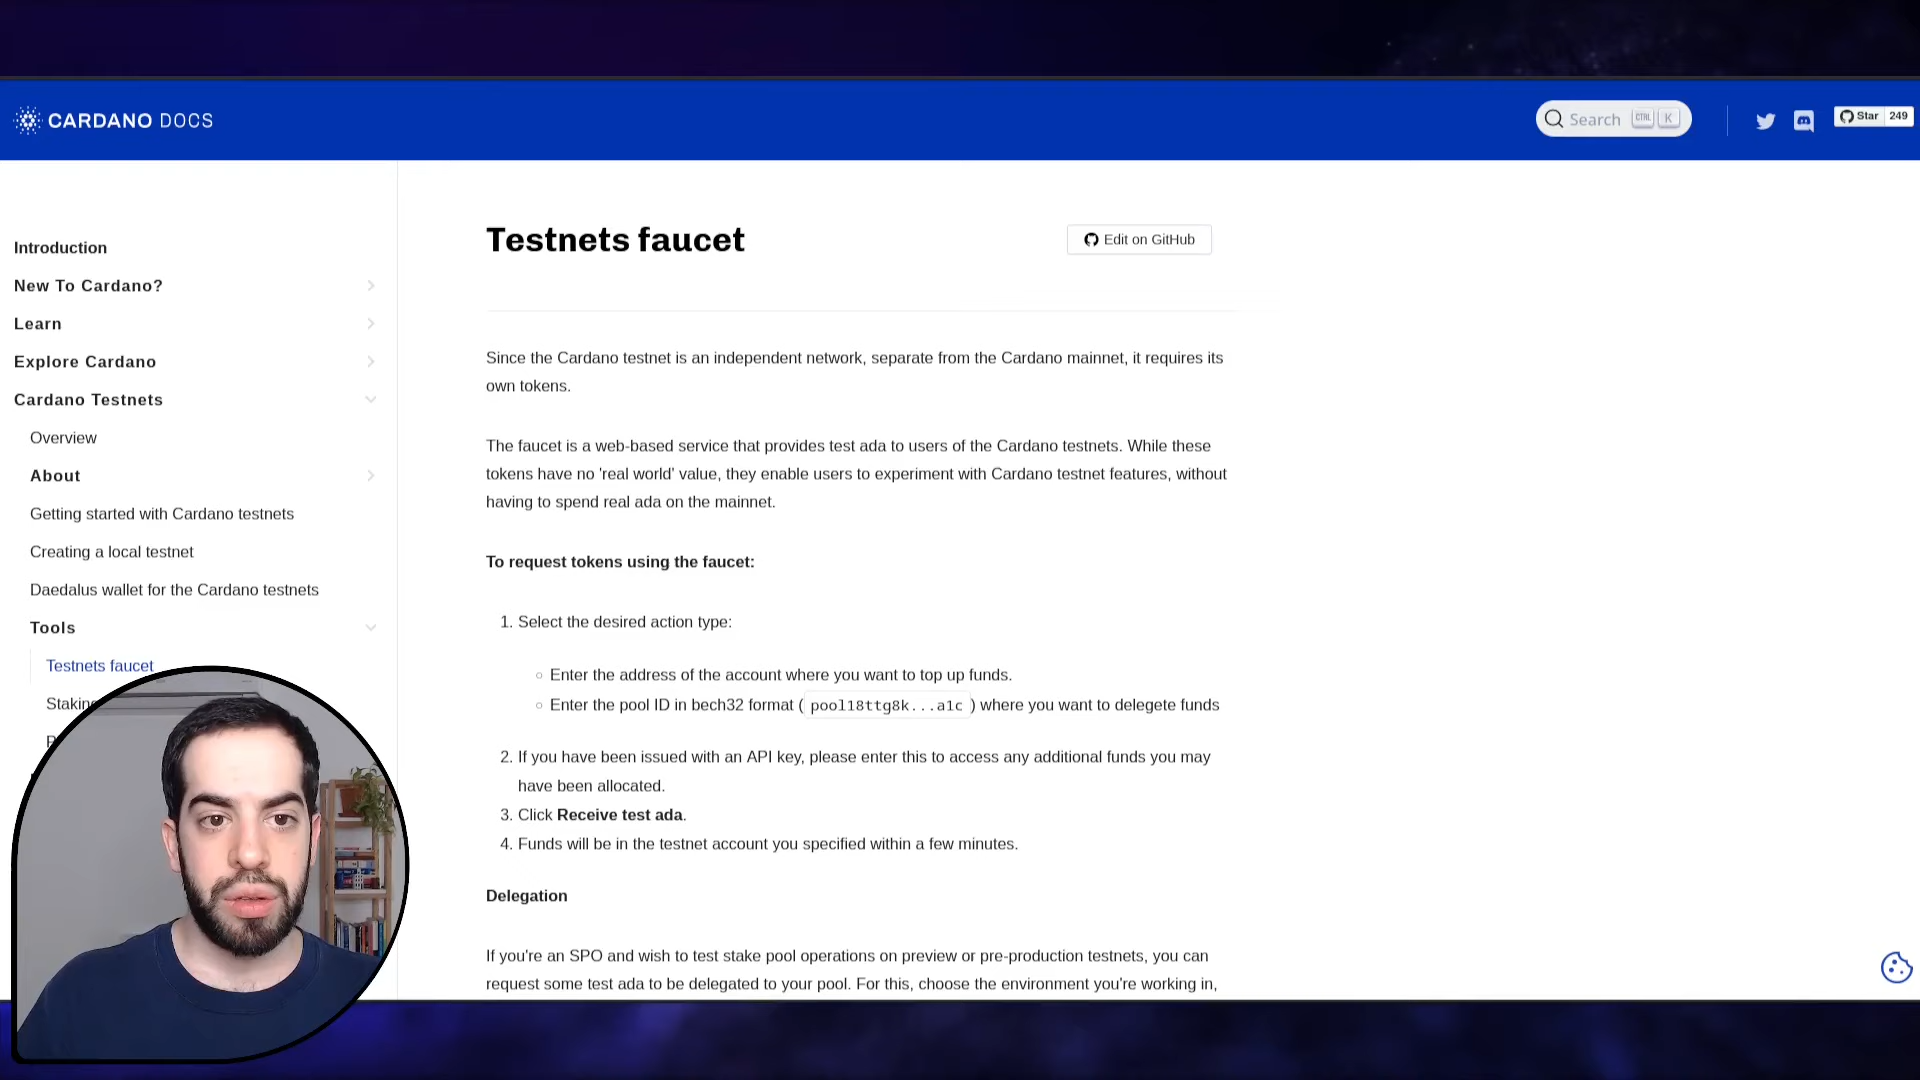 CARDANO DOCS
Search CTRL K
Star 249
Introduction
New To Cardano?
Learn
Explore Cardano
Cardano Testnets
Overview
About
Getting started with Cardano testnets
Creating a local testnet
Daedalus wallet for the Cardano testnets
Tools
Testnets faucet
Testnets faucet
Edit on GitHub
Since the Cardano testnet is an independent network, separate from the Cardano mainnet, it requires its
own tokens.
The faucet is a web-based service that provides test ada to users of the Cardano testnets. While these
tokens have no 'real world' value, they enable users to experiment with Cardano testnet features, without
having to spend real ada on the mainnet.
To request tokens using the faucet:
1. Select the desired action type:
○ Enter the address of the account where you want to top up funds.
○ Enter the pool ID in bech32 format ( pool18ttg8k...a1c ) where you want to delegete funds
2. If you have been issued with an API key, please enter this to access any additional funds you may
have been allocated.
3. Click Receive test ada.
4. Funds will be in the testnet account you specified within a few minutes.
Delegation
If you're an SPO and wish to test stake pool operations on preview or pre-production testnets, you can
request some test ada to be delegated to your pool. For this, choose the environment you're working in,